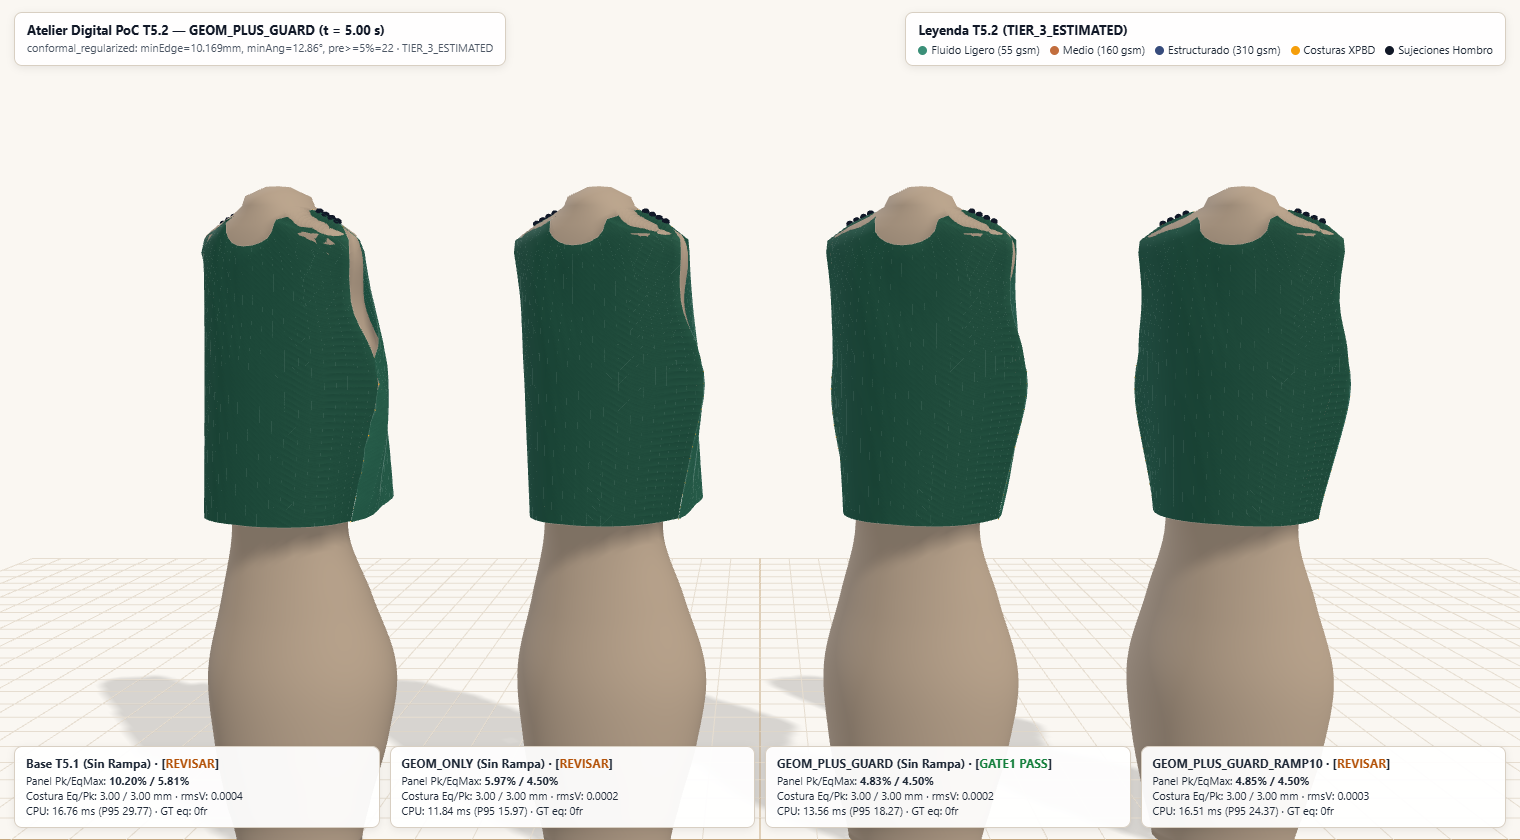 Atelier Digital PoC T5.2 — GEOM_PLUS_GUARD (t = 5.00 s)
conformal_regularized: minEdge=10.169mm, minAng=12.86°, pre>=5%=22 · TIER_3_ESTIMATED
Leyenda T5.2 (TIER_3_ESTIMATED)
Fluido Ligero (55 gsm) Medio (160 gsm) Estructurado (310 gsm) Costuras XPBD Sujeciones Hombro
Base T5.1 (Sin Rampa) · [REVISAR]
Panel Pk/EqMax: 10.20% / 5.81%
Costura Eq/Pk: 3.00 / 3.00 mm · rmsV: 0.0004
CPU: 16.76 ms (P95 29.77) · GT eq: 0fr
GEOM_ONLY (Sin Rampa) · [REVISAR]
Panel Pk/EqMax: 5.97% / 4.50%
Costura Eq/Pk: 3.00 / 3.00 mm · rmsV: 0.0002
CPU: 11.84 ms (P95 15.97) · GT eq: 0fr
GEOM_PLUS_GUARD (Sin Rampa) · [GATE1 PASS]
Panel Pk/EqMax: 4.83% / 4.50%
Costura Eq/Pk: 3.00 / 3.00 mm · rmsV: 0.0002
CPU: 13.56 ms (P95 18.27) · GT eq: 0fr
GEOM_PLUS_GUARD_RAMP10 · [REVISAR]
Panel Pk/EqMax: 4.85% / 4.50%
Costura Eq/Pk: 3.00 / 3.00 mm · rmsV: 0.0003
CPU: 16.51 ms (P95 24.37) · GT eq: 0fr